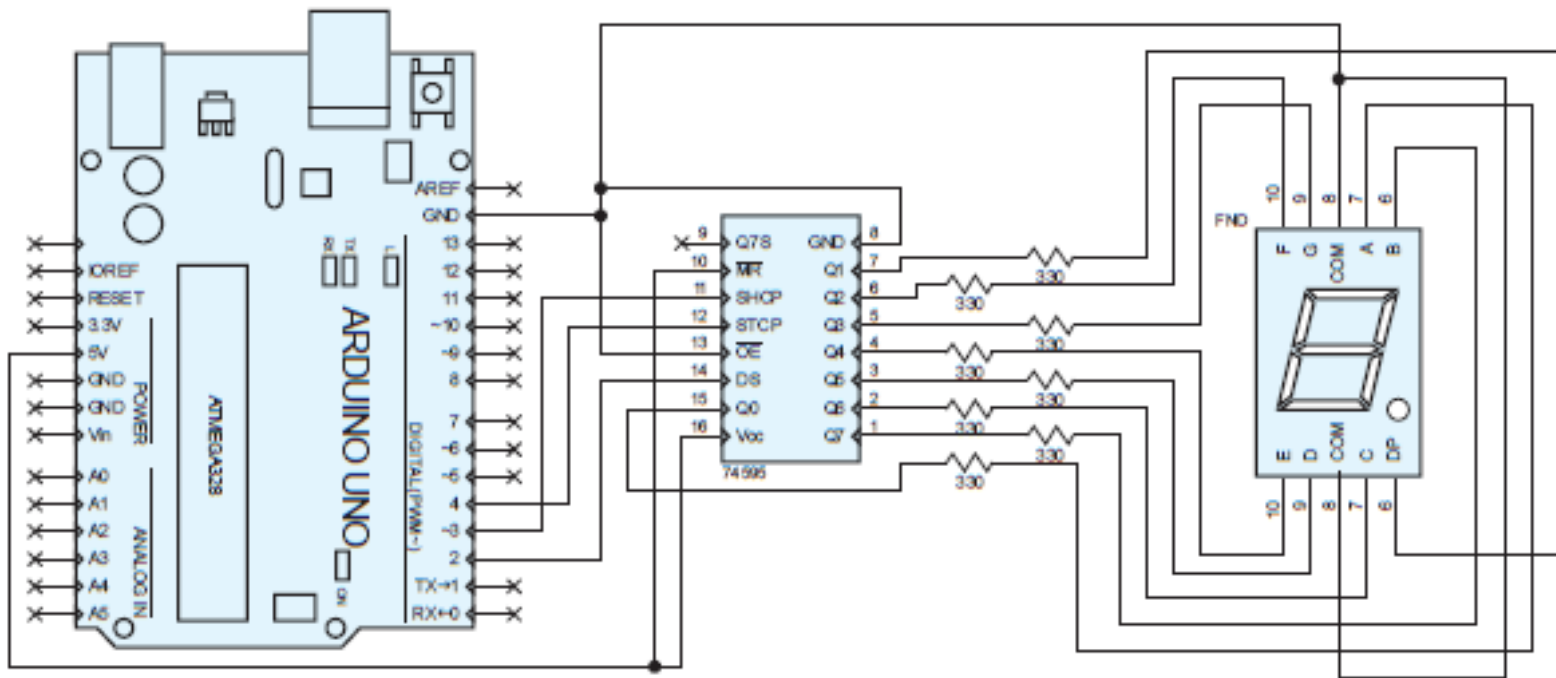 AREF
GND
13
12
11
~10
~9
8
7
~6
~5
4
~3
2
TX→1
RX←0
IOREF
RESET
3.3V
5V
GND
GND
Vin
A0
A1
A2
A3
A4
A5
POWER
ANALOG IN
ATMEGA328
ARDUINO UNO
DIGITAL (PWM~)
RX
TX
L
ON
9 Q7S
10 MR
11 SHCP
12 STCP
13 OE
14 DS
15 Q0
16 Vcc
GND 8
Q1 7
Q2 6
Q3 5
Q4 4
Q5 3
Q6 2
Q7 1
74595
330
330
330
330
330
330
330
330
FND
10 9 8 7 6
F G COM A B
E D COM C DP
10 9 8 7 6